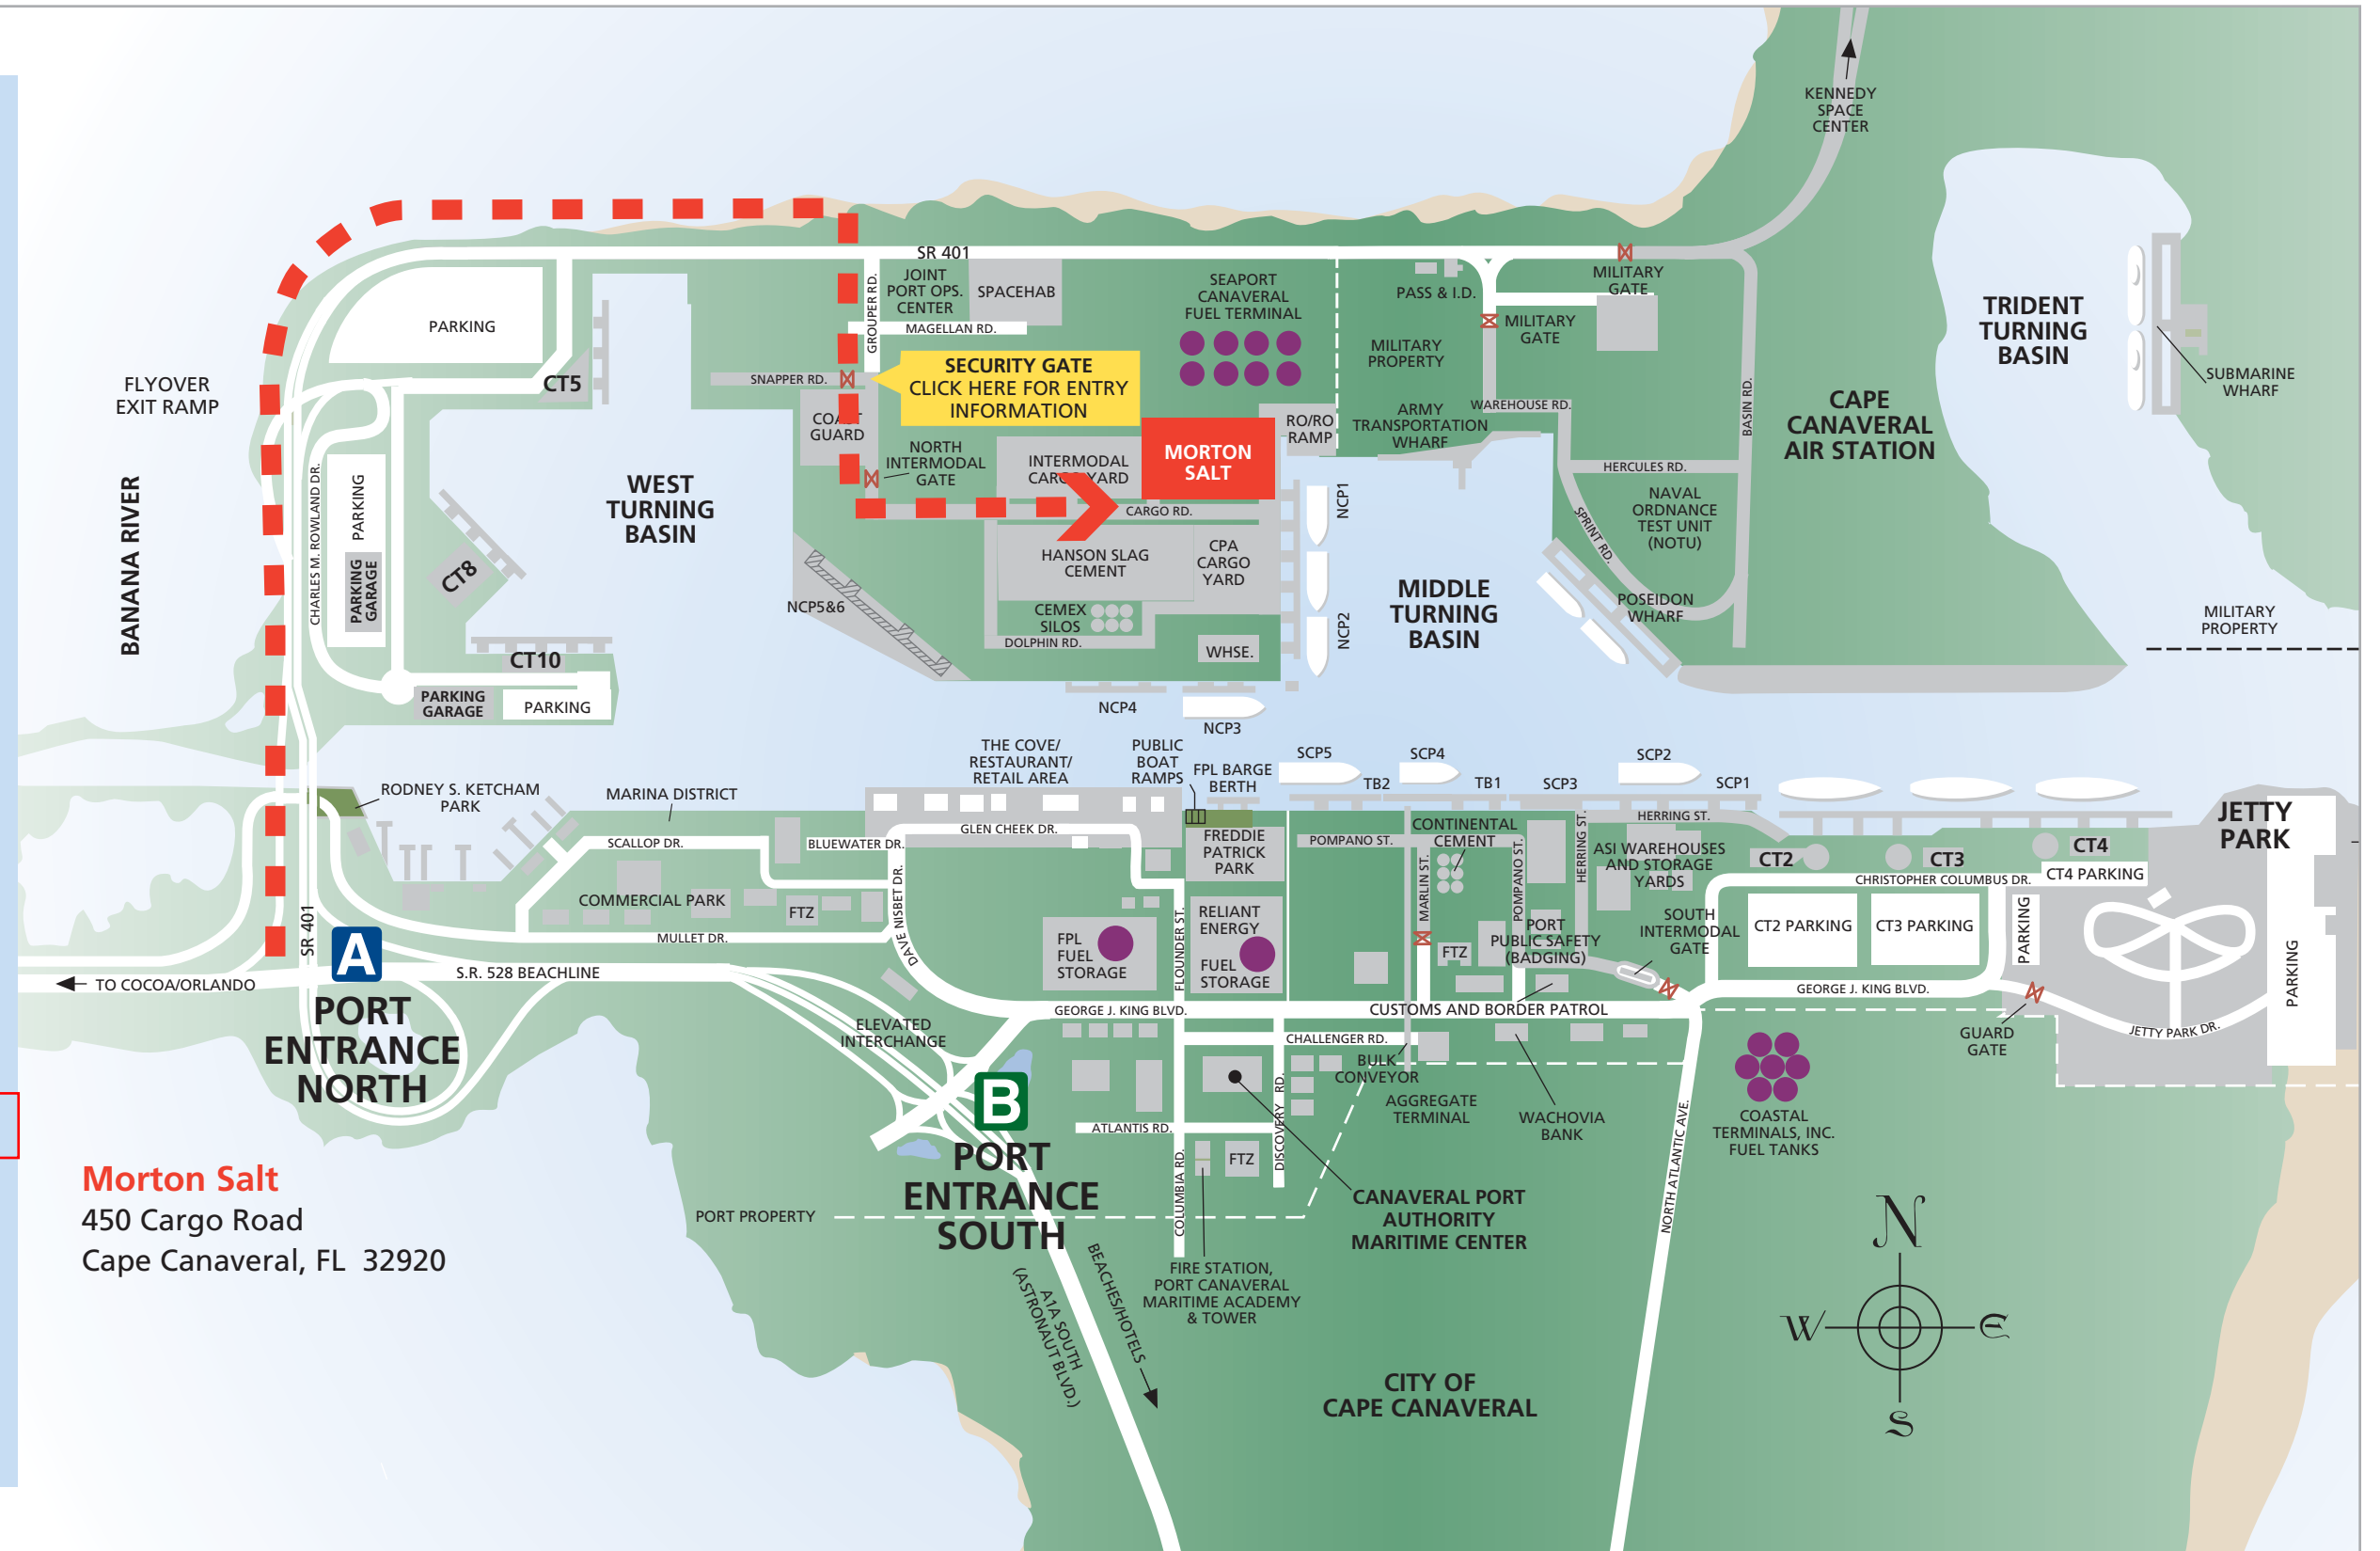 KENNEDY
SPACE
CENTER
SR 401
JOINT
PORT OPS.
CENTER
SPACEHAB
GROUPER RD.
MAGELLAN RD.
SEAPORT
CANAVERAL
FUEL TERMINAL
PASS & I.D.
MILITARY
GATE
MILITARY
GATE
MILITARY
PROPERTY
TRIDENT
TURNING
BASIN
SUBMARINE
WHARF
PARKING
CT5
FLYOVER
EXIT RAMP
SNAPPER RD.
SECURITY GATE
CLICK HERE FOR ENTRY
INFORMATION
COAST
GUARD
NORTH
INTERMODAL
GATE
INTERMODAL
CARGO YARD
MORTON
SALT
RO/RO
RAMP
ARMY
TRANSPORTATION
WHARF
WAREHOUSE RD.
BASIN RD.
CAPE
CANAVERAL
AIR STATION
HERCULES RD.
NAVAL
ORDNANCE
TEST UNIT
(NOTU)
SPRINT RD.
POSEIDON
WHARF
MILITARY
PROPERTY
BANANA RIVER
CHARLES M. ROWLAND DR.
PARKING
PARKING
GARAGE
CT8
WEST
TURNING
BASIN
CARGO RD.
HANSON SLAG
CEMENT
CPA
CARGO
YARD
NCP1
NCP2
MIDDLE
TURNING
BASIN
NCP5&6
CEMEX
SILOS
DOLPHIN RD.
WHSE.
CT10
PARKING
GARAGE
PARKING
NCP4
NCP3
RODNEY S. KETCHAM
PARK
MARINA DISTRICT
THE COVE/
RESTAURANT/
RETAIL AREA
PUBLIC
BOAT
RAMPS
FPL BARGE
BERTH
SCP5
TB2
SCP4
TB1
SCP3
SCP2
SCP1
JETTY
PARK
SCALLOP DR.
BLUEWATER DR.
GLEN CHEEK DR.
FREDDIE
PATRICK
PARK
POMPANO ST.
CONTINENTAL
CEMENT
HERRING ST.
HERRING ST.
ASI WAREHOUSES
AND STORAGE
YARDS
CT2
CT3
CT4
CHRISTOPHER COLUMBUS DR.
CT4 PARKING
COMMERCIAL PARK
FTZ
DAVE NISBET DR.
MULLET DR.
FPL
FUEL
STORAGE
FLOUNDER ST.
RELIANT
ENERGY
FUEL
STORAGE
MARLIN ST.
POMPANO ST.
FTZ
PORT
PUBLIC SAFETY
(BADGING)
SOUTH
INTERMODAL
GATE
CT2 PARKING
CT3 PARKING
PARKING
PARKING
SR 401
A
S.R. 528 BEACHLINE
TO COCOA/ORLANDO
PORT
ENTRANCE
NORTH
ELEVATED
INTERCHANGE
GEORGE J. KING BLVD.
CUSTOMS AND BORDER PATROL
GEORGE J. KING BLVD.
GUARD
GATE
JETTY PARK DR.
CHALLENGER RD.
BULK
CONVEYOR
AGGREGATE
TERMINAL
WACHOVIA
BANK
COASTAL
TERMINALS, INC.
FUEL TANKS
B
PORT
ENTRANCE
SOUTH
ATLANTIS RD.
DISCOVERY RD.
COLUMBIA RD.
FTZ
NORTH ATLANTIC AVE.
CANAVERAL PORT
AUTHORITY
MARITIME CENTER
PORT PROPERTY
FIRE STATION,
PORT CANAVERAL
MARITIME ACADEMY
& TOWER
BEACHES/HOTELS
A1A SOUTH
(ASTRONAUT BLVD.)
Morton Salt
450 Cargo Road
Cape Canaveral, FL 32920
CITY OF
CAPE CANAVERAL
N
W
E
S